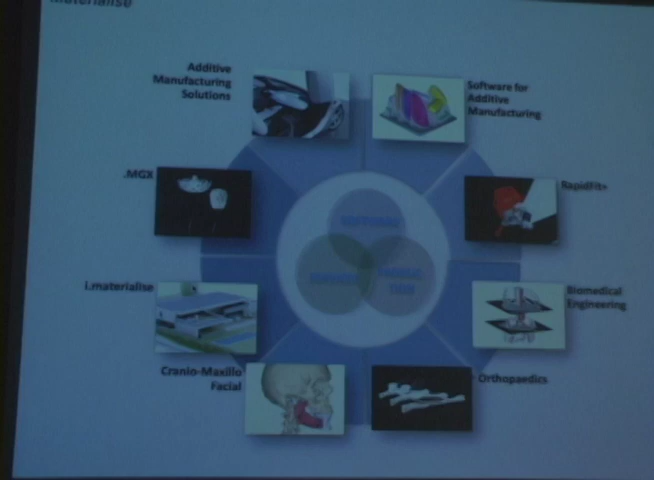 Materialise
Additive
Manufacturing
Solutions
Software for
Additive
Manufacturing
.MGX
RapidFit+
i.materialise
Biomedical
Engineering
Cranio-Maxillo
Facial
Orthopaedics